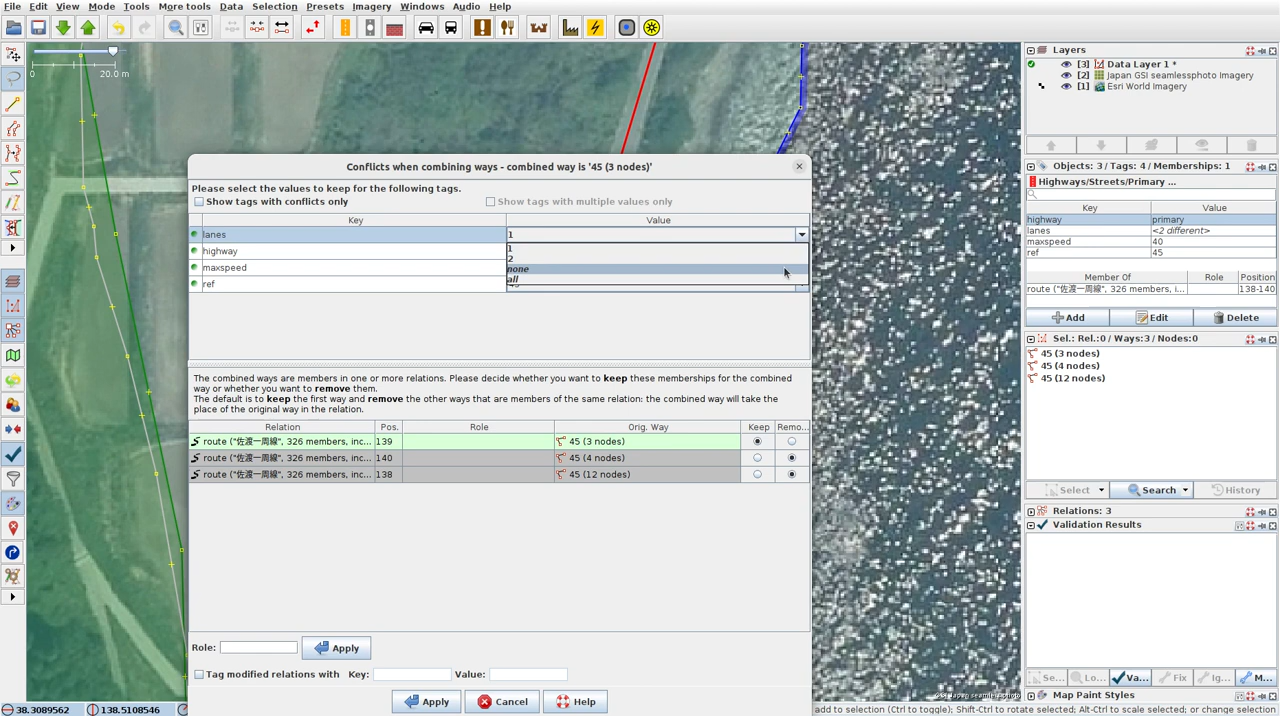 File Edit View Mode Tools More tools Data Selection Presets Imagery Windows Audio Help
0 20.0 m
Conflicts when combining ways - combined way is '45 (3 nodes)'
Please select the values to keep for the following tags.
Show tags with conflicts only Show tags with multiple values only
Key Value
lanes 1
highway
maxspeed
ref
1
2
none
all
The combined ways are members in one or more relations. Please decide whether you want to keep these memberships for the combined
way or whether you want to remove them.
The default is to keep the first way and remove the other ways that are members of the same relation: the combined way will take
the place of the original way in the relation.
Relation Pos. Role Orig. Way Keep Remo...
route ("佐渡一周線", 326 members, inc... 139 45 (3 nodes)
route ("佐渡一周線", 326 members, inc... 140 45 (4 nodes)
route ("佐渡一周線", 326 members, inc... 138 45 (12 nodes)
Role: Apply
Tag modified relations with Key: Value:
Apply Cancel Help
Layers
[3] Data Layer 1 *
[2] Japan GSI seamlessphoto Imagery
[1] Esri World Imagery
Objects: 3 / Tags: 4 / Memberships: 1
Highways/Streets/Primary ...
Key Value
highway primary
lanes <2 different>
maxspeed 40
ref 45
Member Of Role Position
route ("佐渡一周線", 326 members, i... 138-140
Add Edit Delete
Sel.: Rel.:0 / Ways:3 / Nodes:0
45 (3 nodes)
45 (4 nodes)
45 (12 nodes)
Select Search History
Relations: 3
Validation Results
Se... Lo... Va... Fix Ig... M...
Map Paint Styles
38.3089562 138.5108546
add to selection (Ctrl to toggle); Shift-Ctrl to rotate selected; Alt-Ctrl to scale selected; or change selection